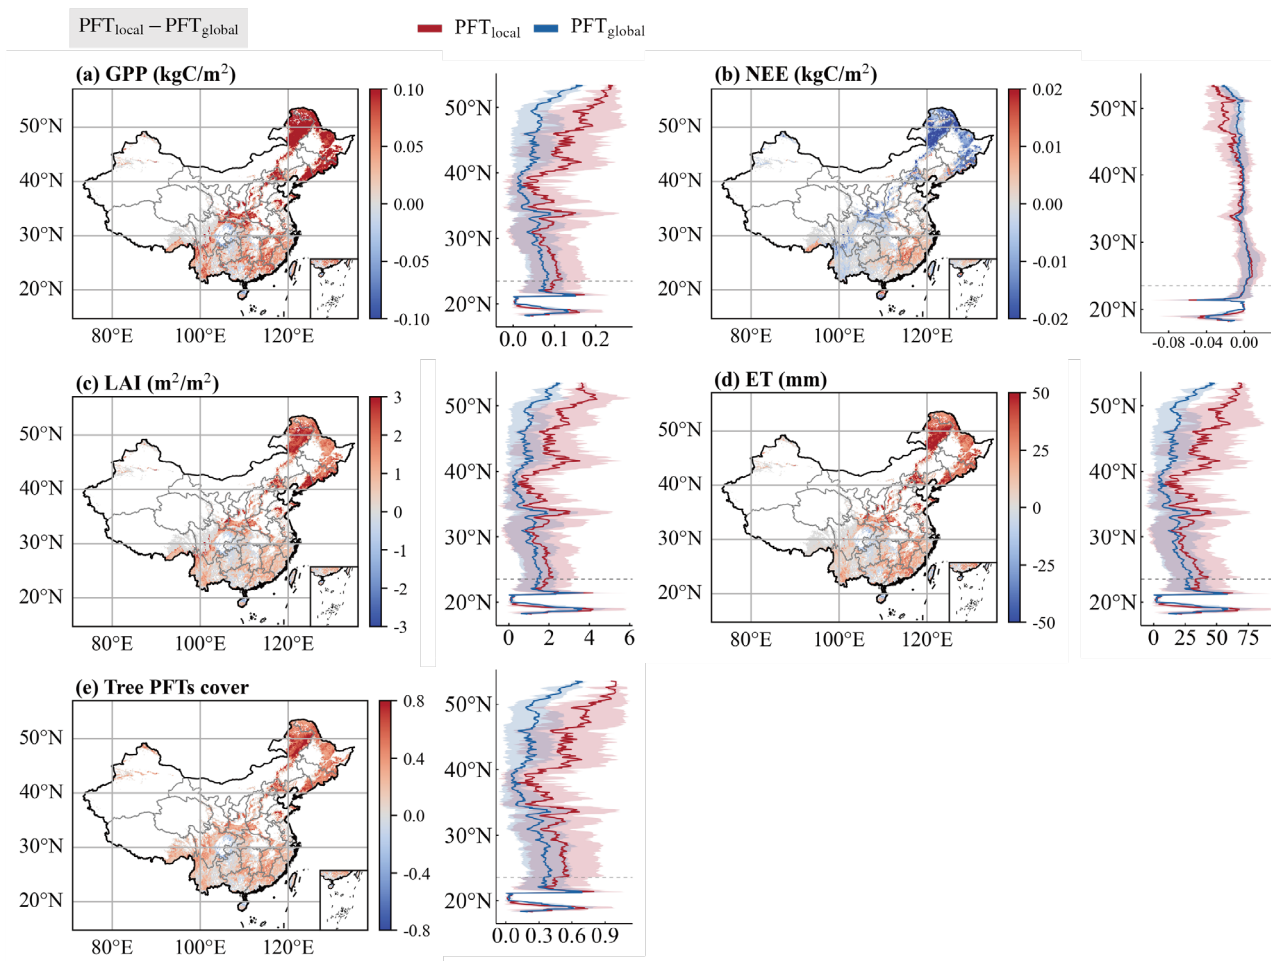 PFTlocal − PFTglobal
PFTlocal PFTglobal
(a) GPP (kgC/m²)
50°N
40°N
30°N
20°N
80°E 100°E 120°E
0.10
0.05
0.00
-0.05
-0.10
50°N
40°N
30°N
20°N
0.0 0.1 0.2
(b) NEE (kgC/m²)
50°N
40°N
30°N
20°N
80°E 100°E 120°E
0.02
0.01
0.00
-0.01
-0.02
50°N
40°N
30°N
20°N
-0.08 -0.04 0.00
(c) LAI (m²/m²)
50°N
40°N
30°N
20°N
80°E 100°E 120°E
3
2
1
0
-1
-2
-3
50°N
40°N
30°N
20°N
0 2 4 6
(d) ET (mm)
50°N
40°N
30°N
20°N
80°E 100°E 120°E
50
25
0
-25
-50
50°N
40°N
30°N
20°N
0 25 50 75
(e) Tree PFTs cover
50°N
40°N
30°N
20°N
80°E 100°E 120°E
0.8
0.4
0.0
-0.4
-0.8
50°N
40°N
30°N
20°N
0.0 0.3 0.6 0.9